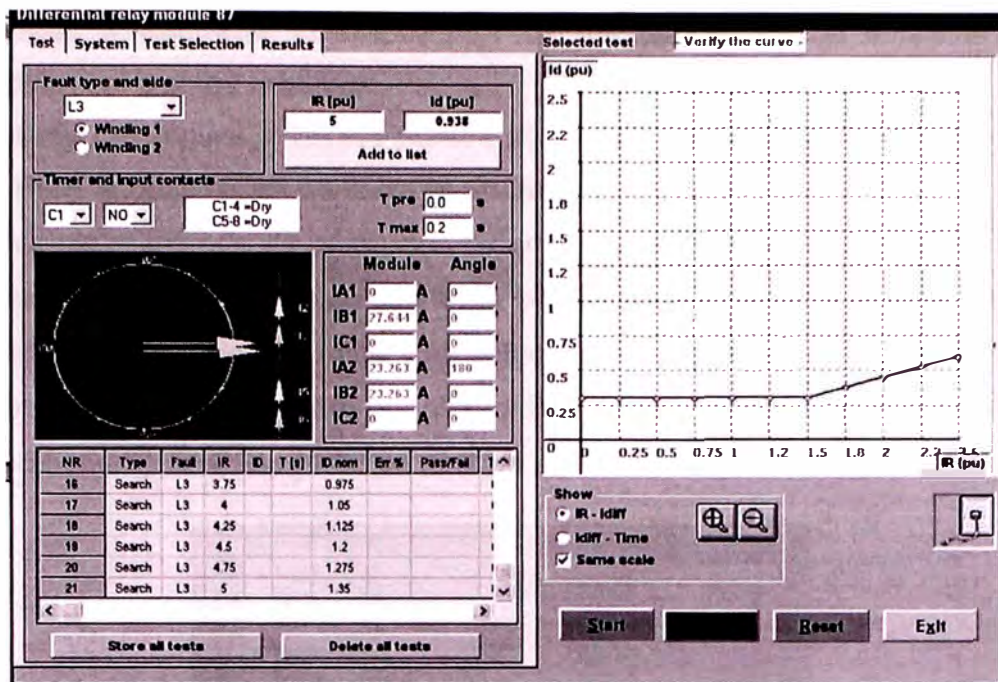 Differential relay module 87
Test System Test Selection Results
Selected test - Verify the curve -
Fault type and side
L3
Winding 1
Winding 2
IR [pu] Id [pu]
5 0.938
Add to list
Timer and Input contacts
C1 NO
C1-4 =Dry
C5-8 =Dry
T pre 0.0 s
T max 0.2 s
Module Angle
IA1 0 A 0
IB1 27.644 A 0
IC1 0 A 0
IA2 23.263 A 180
IB2 23.263 A 0
IC2 0 A 0
NR Type Fault IR ID T [s] ID nom Err % Pass/Fail T
16 Search L3 3.75 0.975
17 Search L3 4 1.05
18 Search L3 4.25 1.125
19 Search L3 4.5 1.2
20 Search L3 4.75 1.275
21 Search L3 5 1.35
Store all tests Delete all tests
Id (pu)
2.5
2.2
2
1.8
1.5
1.2
1
0.75
0.5
0.25
0
0 0.25 0.5 0.75 1 1.2 1.5 1.8 2 2.2
IR (pu)
Show
IR - Idiff
Idiff - Time
Same scale
Start Reset Exit